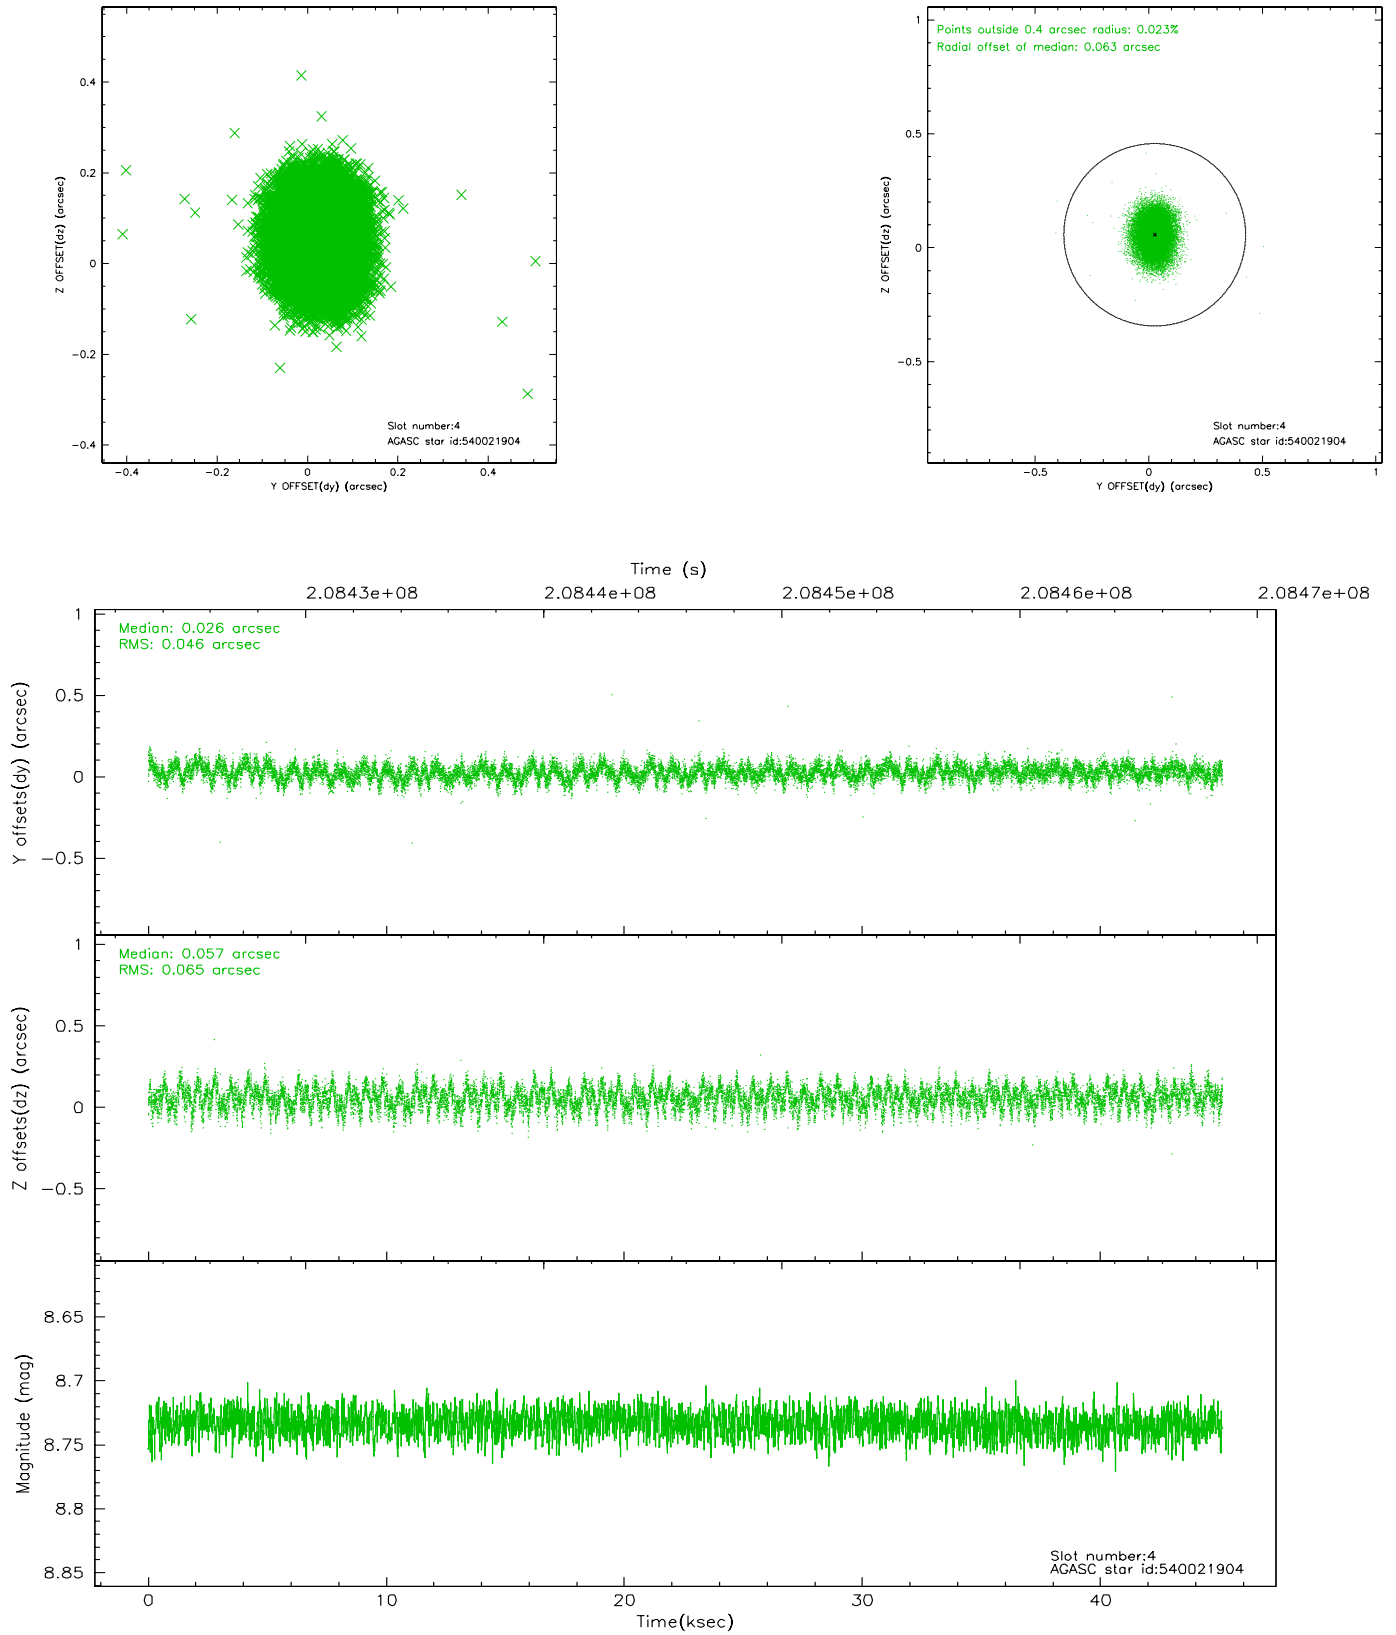 0.4
0.2
0
−0.2
−0.4
Z OFFSET(dz) (arcsec)
Slot number:4
AGASC star id:540021904
−0.4 −0.2 0 0.2 0.4
Y OFFSET(dy) (arcsec)
1
0.5
0
−0.5
Z OFFSET(dz) (arcsec)
Points outside 0.4 arcsec radius: 0.023%
Radial offset of median: 0.063 arcsec
Slot number:4
AGASC star id:540021904
−0.5 0 0.5 1
Y OFFSET(dy) (arcsec)
Time (s)
2.0843e+08 2.0844e+08 2.0845e+08 2.0846e+08 2.0847e+08
1
0.5
0
−0.5
Y offsets(dy) (arcsec)
Median: 0.026 arcsec
RMS: 0.046 arcsec
1
0.5
0
−0.5
Z offsets(dz) (arcsec)
Median: 0.057 arcsec
RMS: 0.065 arcsec
8.65
8.7
8.75
8.8
8.85
Magnitude (mag)
Slot number:4
AGASC star id:540021904
0 10 20 30 40
Time(ksec)